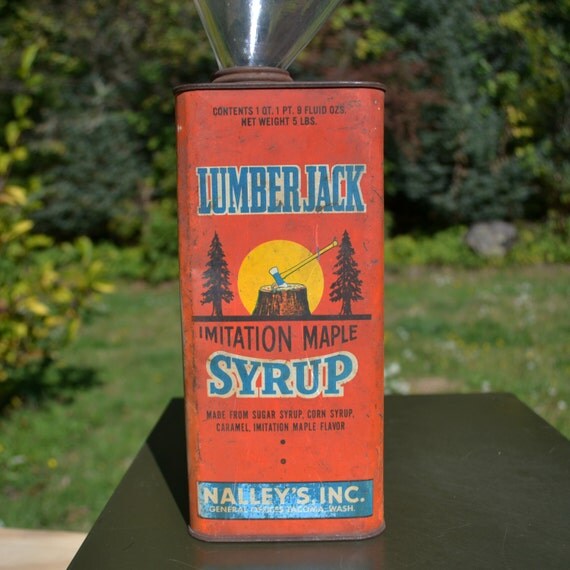 CONTENTS 1 QT. 1 PT. 9 FLUID OZS.
NET WEIGHT 5 LBS.
LUMBERJACK
IMITATION MAPLE
SYRUP
MADE FROM SUGAR SYRUP, CORN SYRUP,
CARAMEL, IMITATION MAPLE FLAVOR
NALLEY'S, INC.
GENERAL OFFICES TACOMA, WASH.